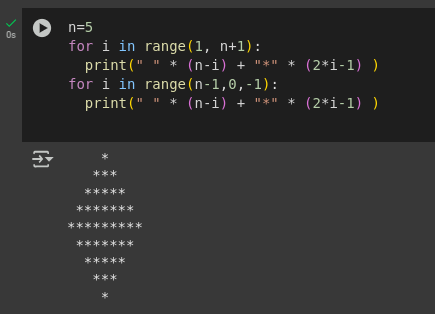 n=5
for i in range(1, n+1):
  print(" " * (n-i) + "*" * (2*i-1) )
for i in range(n-1,0,-1):
  print(" " * (n-i) + "*" * (2*i-1) )
0s
    *
   ***
  *****
 *******
*********
 *******
  *****
   ***
    *